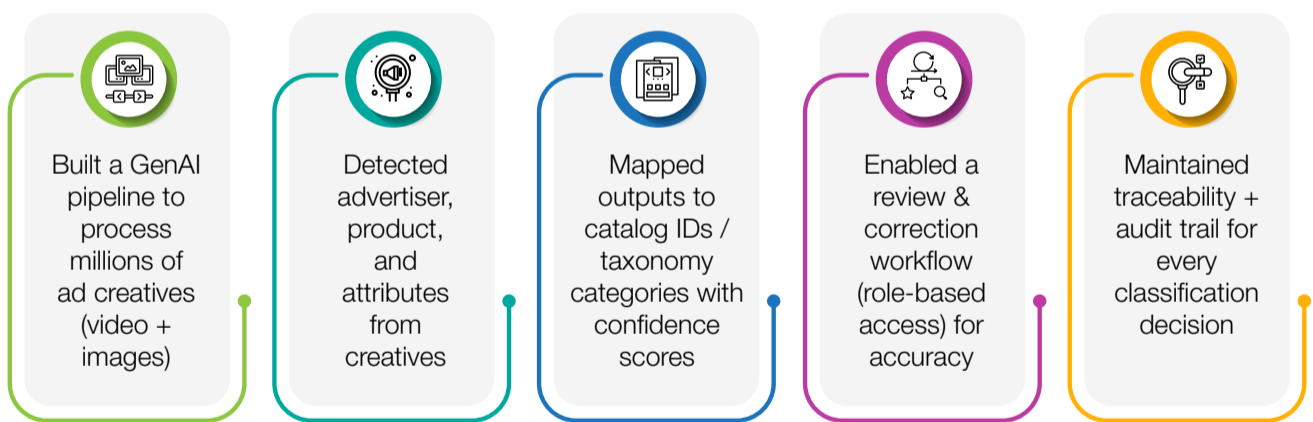 Built a GenAI
pipeline to
process
millions of
ad creatives
(video +
images)
Detected
advertiser,
product,
and
attributes
from
creatives
Mapped
outputs to
catalog IDs /
taxonomy
categories with
confidence
scores
Enabled a
review &
correction
workflow
(role-based
access) for
accuracy
Maintained
traceability +
audit trail for
every
classification
decision